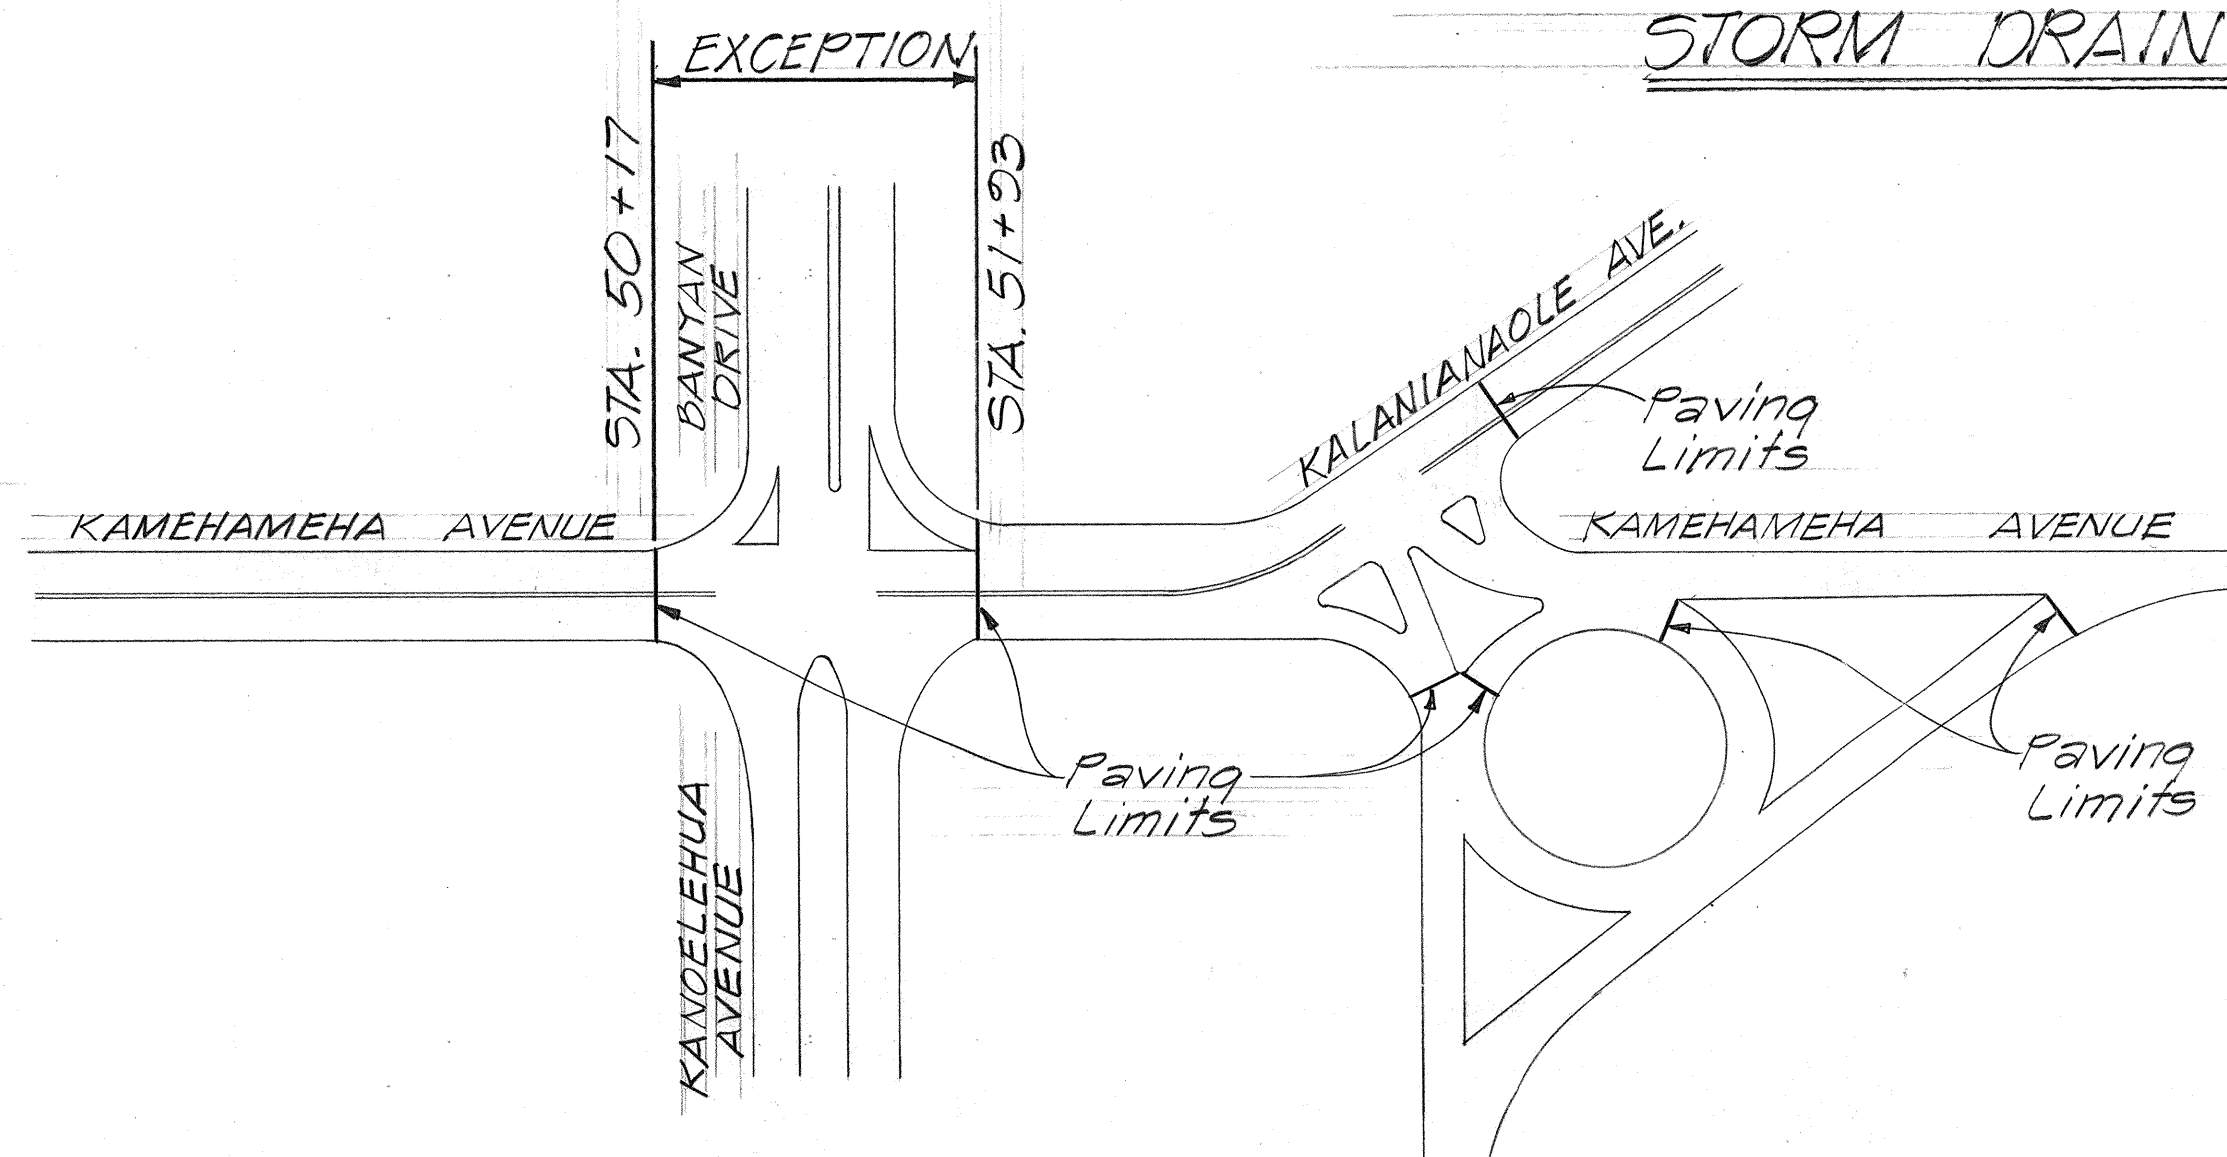 EXCEPTION
STORM DRAIN
STA. 50+17
BANYAN
DRIVE
STA. 51+93
KALANIANAOLE AVE.
Paving
Limits
KAMEHAMEHA AVENUE
KAMEHAMEHA AVENUE
Paving
Limits
Paving
Limits
KANOELEHUA
AVENUE